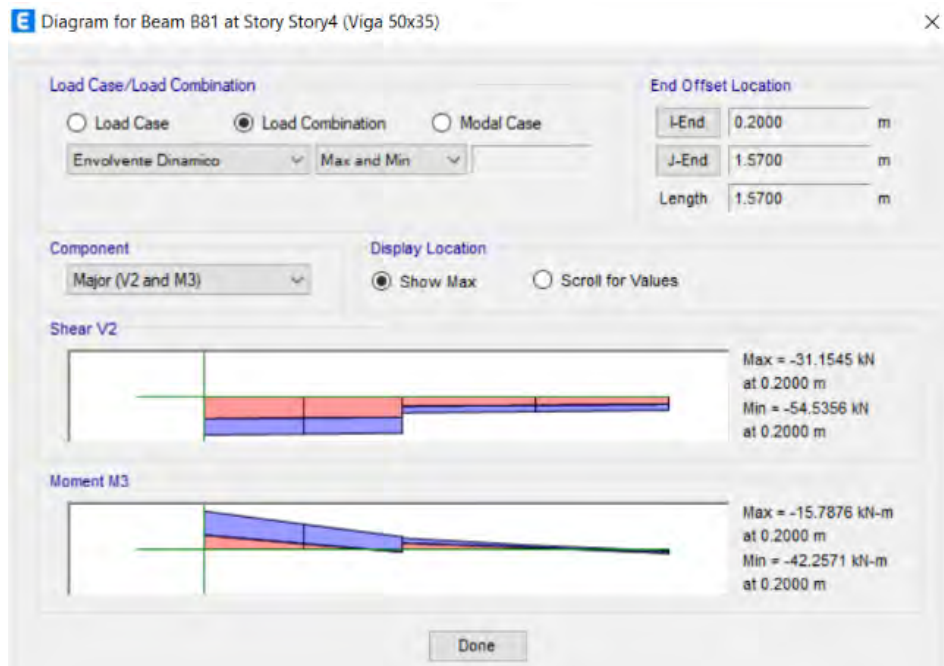 E Diagram for Beam B81 at Story Story4 (Viga 50x35)
Load Case/Load Combination
Load Case Load Combination Modal Case
Envolvente Dinamico Max and Min
End Offset Location
I-End 0.2000 m
J-End 1.5700 m
Length 1.5700 m
Component
Major (V2 and M3)
Display Location
Show Max Scroll for Values
Shear V2
Max = -31.1545 kN
at 0.2000 m
Min = -54.5356 kN
at 0.2000 m
Moment M3
Max = -15.7876 kN-m
at 0.2000 m
Min = -42.2571 kN-m
at 0.2000 m
Done